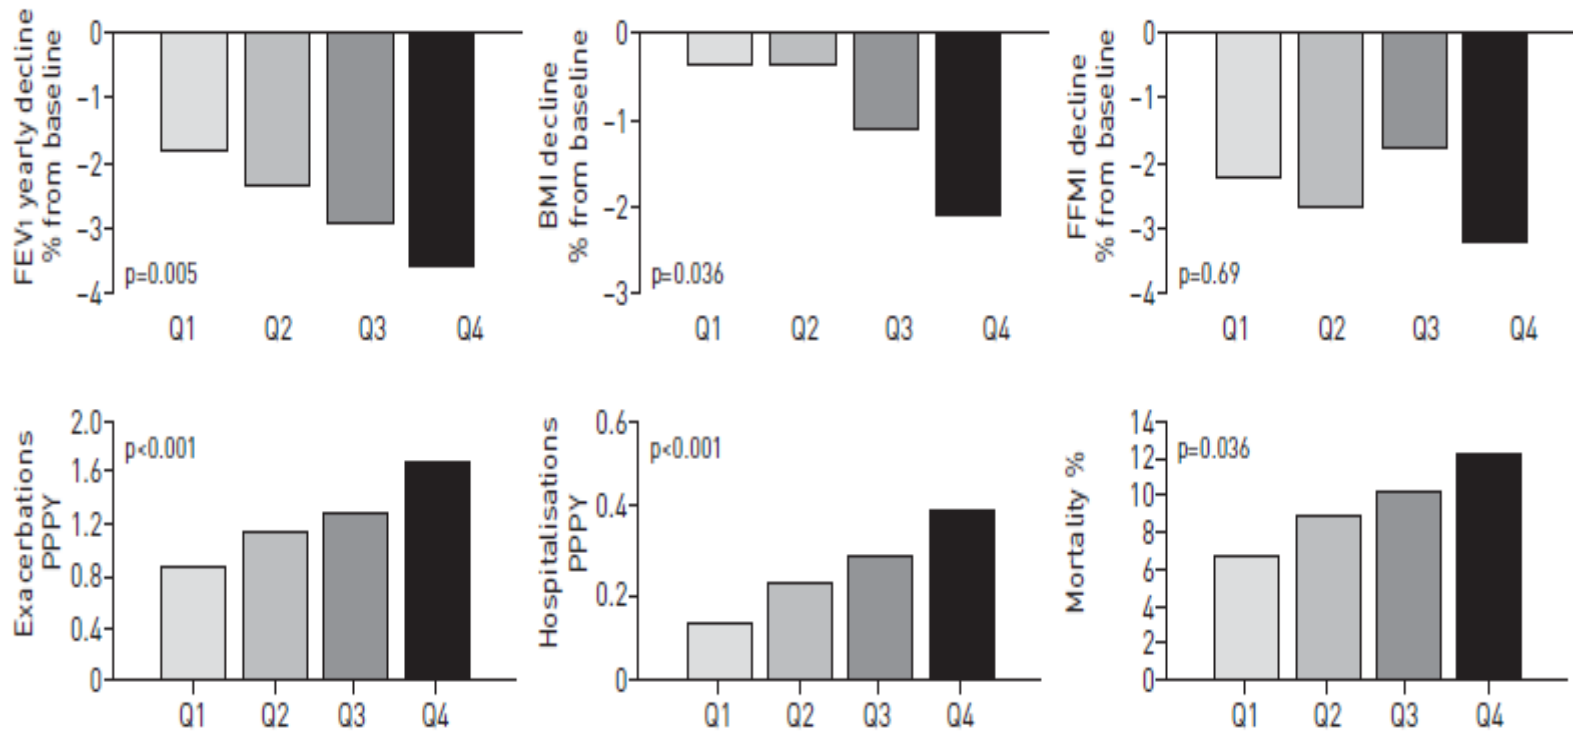 FEV1 yearly decline
% from baseline
0
−1
−2
−3
−4
p=0.005
Q1 Q2 Q3 Q4
BMI decline
% from baseline
0
−1
−2
−3
p=0.036
Q1 Q2 Q3 Q4
FFMI decline
% from baseline
0
−1
−2
−3
−4
p=0.69
Q1 Q2 Q3 Q4
Exacerbations
PPPY
2.0
1.6
1.2
0.8
0.4
0
p<0.001
Q1 Q2 Q3 Q4
Hospitalisations
PPPY
0.6
0.4
0.2
0
p<0.001
Q1 Q2 Q3 Q4
Mortality %
14
12
10
8
6
4
2
0
p=0.036
Q1 Q2 Q3 Q4